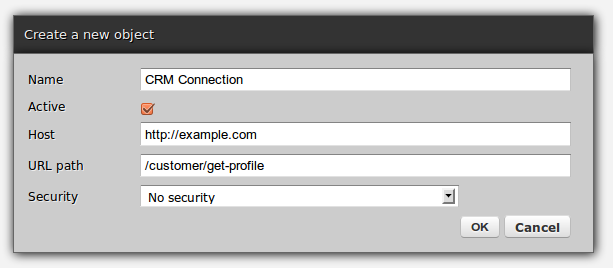 Create a new object
Name CRM Connection
Active
Host http://example.com
URL path /customer/get-profile
Security No security
OK Cancel